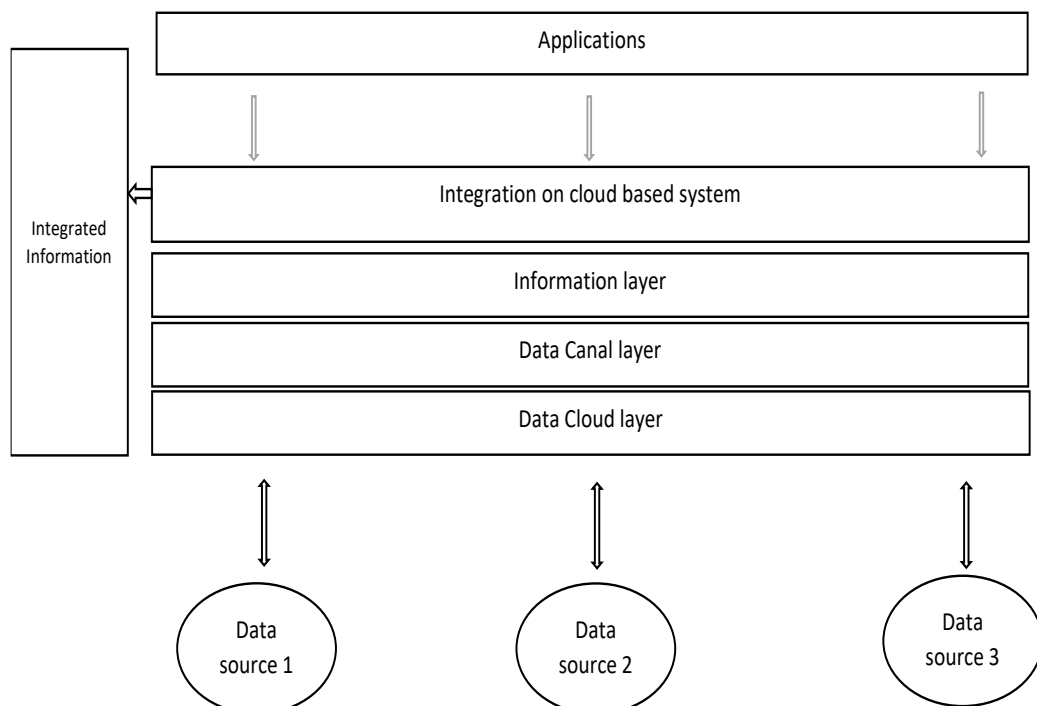 Applications
Integration on cloud based system
Integrated
Information
Information layer
Data Canal layer
Data Cloud layer
Data
source 1
Data
source 2
Data
source 3